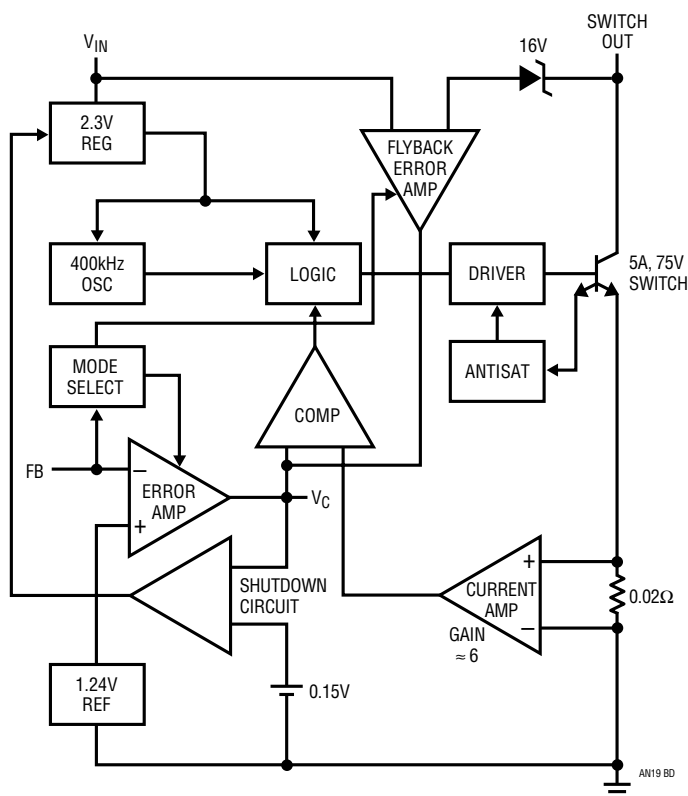 SWITCH
OUT
VIN
16V
2.3V
REG
FLYBACK
ERROR
AMP
400kHz
OSC
LOGIC
DRIVER
5A, 75V
SWITCH
MODE
SELECT
ANTISAT
COMP
FB
−
ERROR
AMP
+
VC
SHUTDOWN
CIRCUIT
+
CURRENT
AMP
−
GAIN
≈ 6
0.02Ω
1.24V
REF
0.15V
AN19 BD